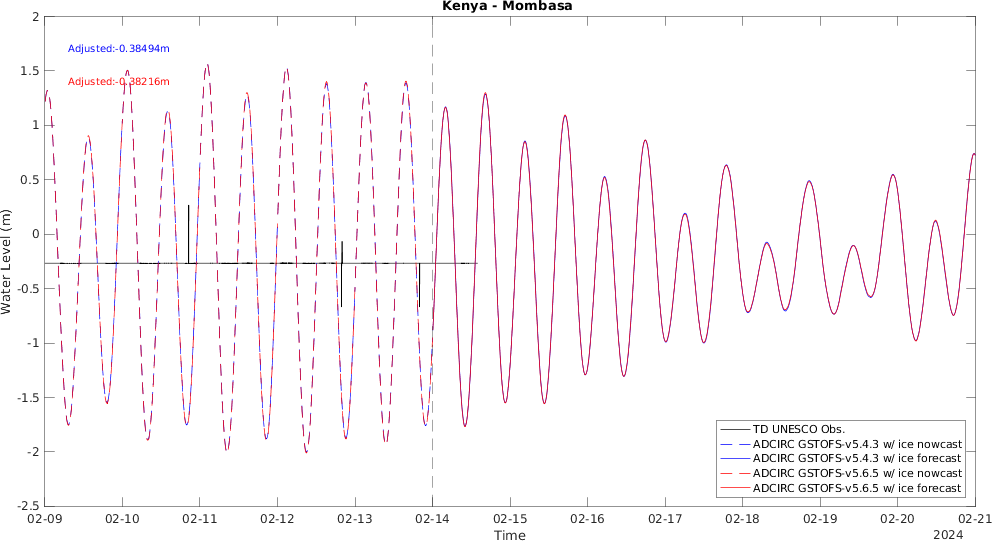 Kenya - Mombasa
Adjusted:-0.38494m
Adjusted:-0.38216m
Water Level (m)
2
1.5
1
0.5
0
-0.5
-1
-1.5
-2
-2.5
TD UNESCO Obs.
ADCIRC GSTOFS-v5.4.3 w/ ice nowcast
ADCIRC GSTOFS-v5.4.3 w/ ice forecast
ADCIRC GSTOFS-v5.6.5 w/ ice nowcast
ADCIRC GSTOFS-v5.6.5 w/ ice forecast
02-09 02-10 02-11 02-12 02-13 02-14 02-15 02-16 02-17 02-18 02-19 02-20 02-21
Time
2024